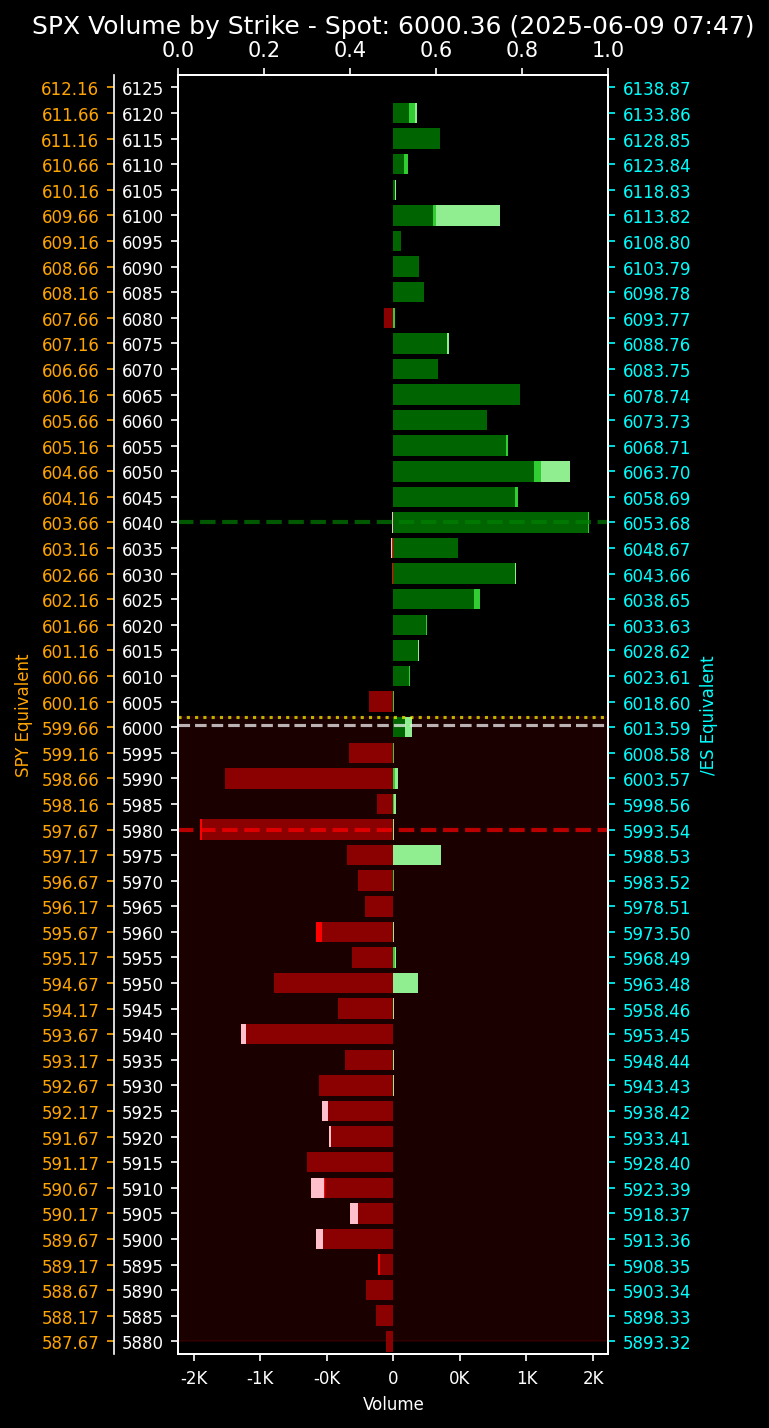 SPX Volume by Strike - Spot: 6000.36 (2025-06-09 07:47)
0.0 0.2 0.4 0.6 0.8 1.0
612.16 6125 6138.87
611.66 6120 6133.86
611.16 6115 6128.85
610.66 6110 6123.84
610.16 6105 6118.83
609.66 6100 6113.82
609.16 6095 6108.80
608.66 6090 6103.79
608.16 6085 6098.78
607.66 6080 6093.77
607.16 6075 6088.76
606.66 6070 6083.75
606.16 6065 6078.74
605.66 6060 6073.73
605.16 6055 6068.71
604.66 6050 6063.70
604.16 6045 6058.69
603.66 6040 6053.68
603.16 6035 6048.67
602.66 6030 6043.66
602.16 6025 6038.65
601.66 6020 6033.63
601.16 6015 6028.62
600.66 6010 6023.61
600.16 6005 6018.60
599.66 6000 6013.59
599.16 5995 6008.58
598.66 5990 6003.57
598.16 5985 5998.56
597.67 5980 5993.54
597.17 5975 5988.53
596.67 5970 5983.52
596.17 5965 5978.51
595.67 5960 5973.50
595.17 5955 5968.49
594.67 5950 5963.48
594.17 5945 5958.46
593.67 5940 5953.45
593.17 5935 5948.44
592.67 5930 5943.43
592.17 5925 5938.42
591.67 5920 5933.41
591.17 5915 5928.40
590.67 5910 5923.39
590.17 5905 5918.37
589.67 5900 5913.36
589.17 5895 5908.35
588.67 5890 5903.34
588.17 5885 5898.33
587.67 5880 5893.32
SPY Equivalent
/ES Equivalent
-2K -1K -0K 0 0K 1K 2K
Volume